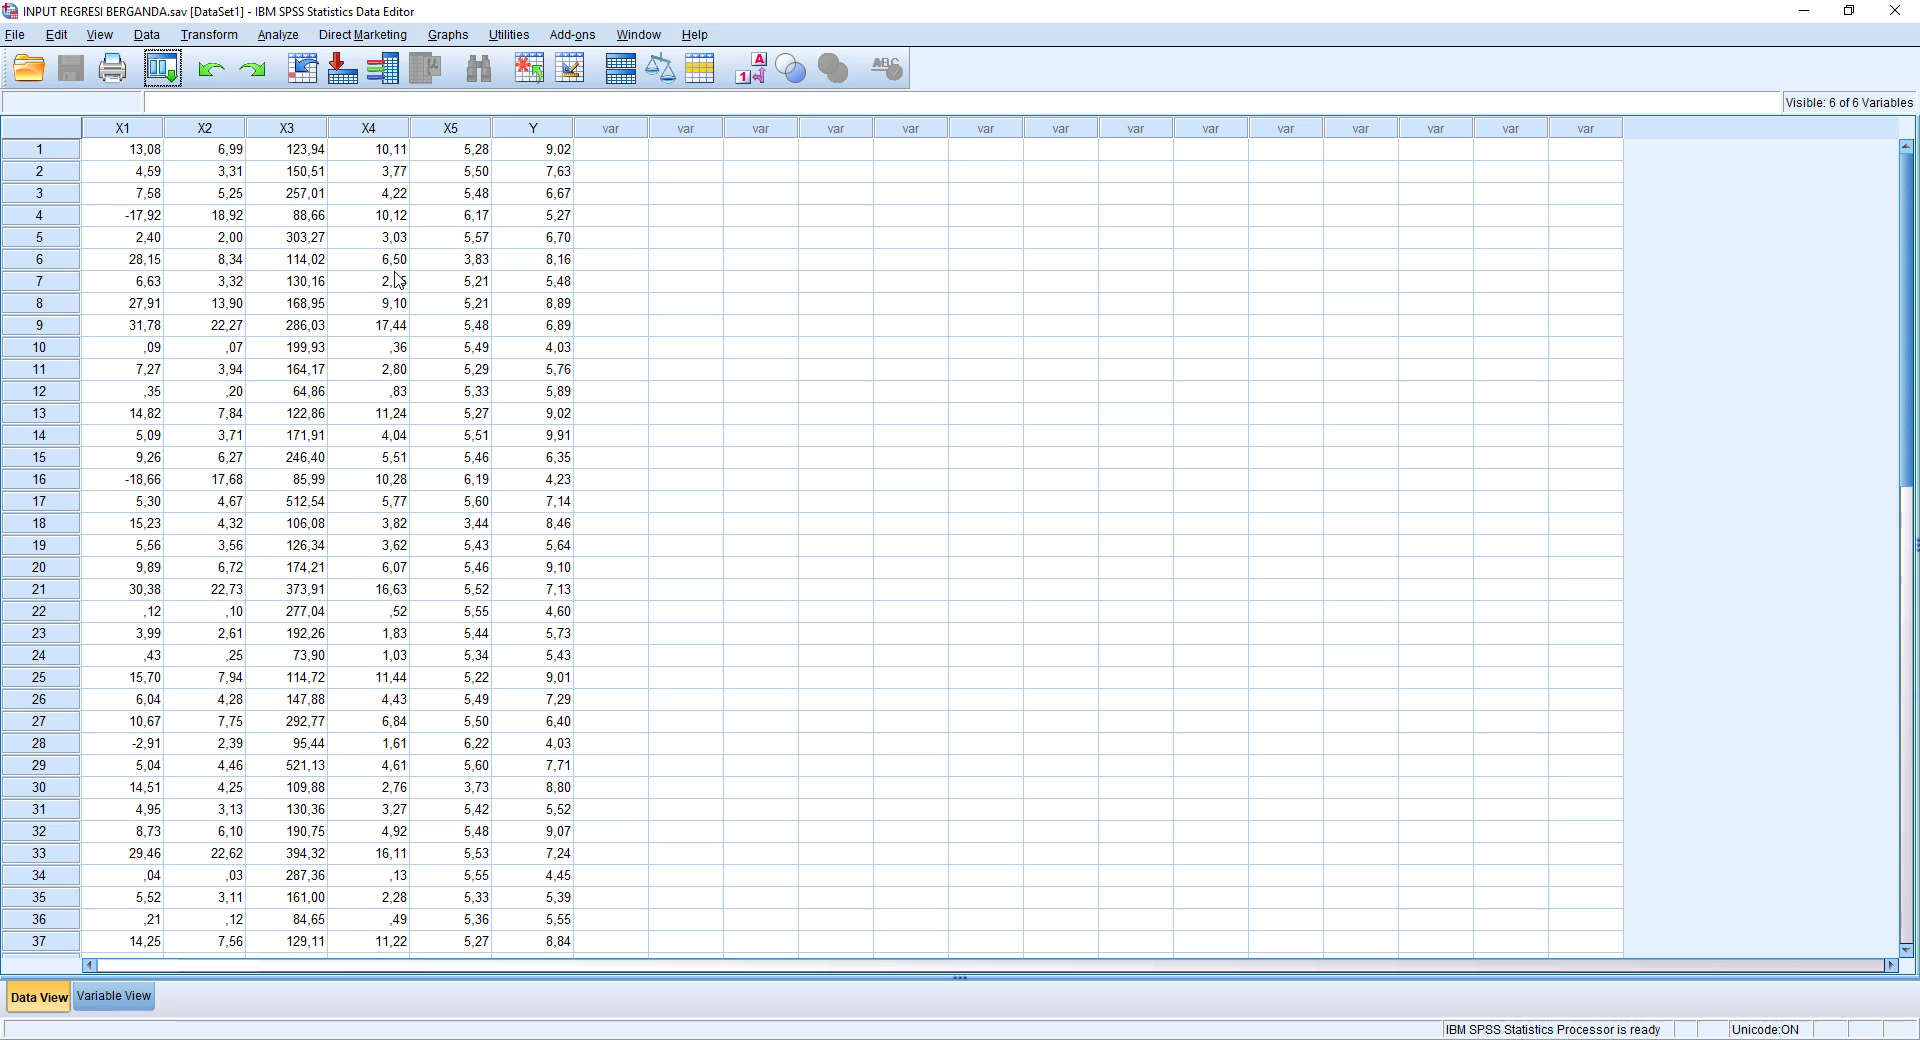 INPUT REGRESI BERGANDA.sav [DataSet1] - IBM SPSS Statistics Data Editor
File Edit View Data Transform Analyze Direct Marketing Graphs Utilities Add-ons Window Help
Visible: 6 of 6 Variables
X1 X2 X3 X4 X5 Y var var var var var var var var var var var var var var
1 13,08 6,99 123,94 10,11 5,28 9,02
2 4,59 3,31 150,51 3,77 5,50 7,63
3 7,58 5,25 257,01 4,22 5,48 6,67
4 -17,92 18,92 88,66 10,12 6,17 5,27
5 2,40 2,00 303,27 3,03 5,57 6,70
6 28,15 8,34 114,02 6,50 3,83 8,16
7 6,63 3,32 130,16 5,21 5,48
8 27,91 13,90 168,95 9,10 5,21 8,89
9 31,78 22,27 286,03 17,44 5,48 6,89
10 ,09 ,07 199,93 ,36 5,49 4,03
11 7,27 3,94 164,17 2,80 5,29 5,76
12 ,35 ,20 64,86 ,83 5,33 5,89
13 14,82 7,84 122,86 11,24 5,27 9,02
14 5,09 3,71 171,91 4,04 5,51 9,91
15 9,26 6,27 246,40 5,51 5,46 6,35
16 -18,66 17,68 85,99 10,28 6,19 4,23
17 5,30 4,67 512,54 5,77 5,60 7,14
18 15,23 4,32 106,08 3,82 3,44 8,46
19 5,56 3,56 126,34 3,62 5,43 5,64
20 9,89 6,72 174,21 6,07 5,46 9,10
21 30,38 22,73 373,91 16,63 5,52 7,13
22 ,12 ,10 277,04 ,52 5,55 4,60
23 3,99 2,61 192,26 1,83 5,44 5,73
24 ,43 ,25 73,90 1,03 5,34 5,43
25 15,70 7,94 114,72 11,44 5,22 9,01
26 6,04 4,28 147,88 4,43 5,49 7,29
27 10,67 7,75 292,77 6,84 5,50 6,40
28 -2,91 2,39 95,44 1,61 6,22 4,03
29 5,04 4,46 521,13 4,61 5,60 7,71
30 14,51 4,25 109,88 2,76 3,73 8,80
31 4,95 3,13 130,36 3,27 5,42 5,52
32 8,73 6,10 190,75 4,92 5,48 9,07
33 29,46 22,62 394,32 16,11 5,53 7,24
34 ,04 ,03 287,36 ,13 5,55 4,45
35 5,52 3,11 161,00 2,28 5,33 5,39
36 ,21 ,12 84,65 ,49 5,36 5,55
37 14,25 7,56 129,11 11,22 5,27 8,84
Data View Variable View
IBM SPSS Statistics Processor is ready Unicode:ON